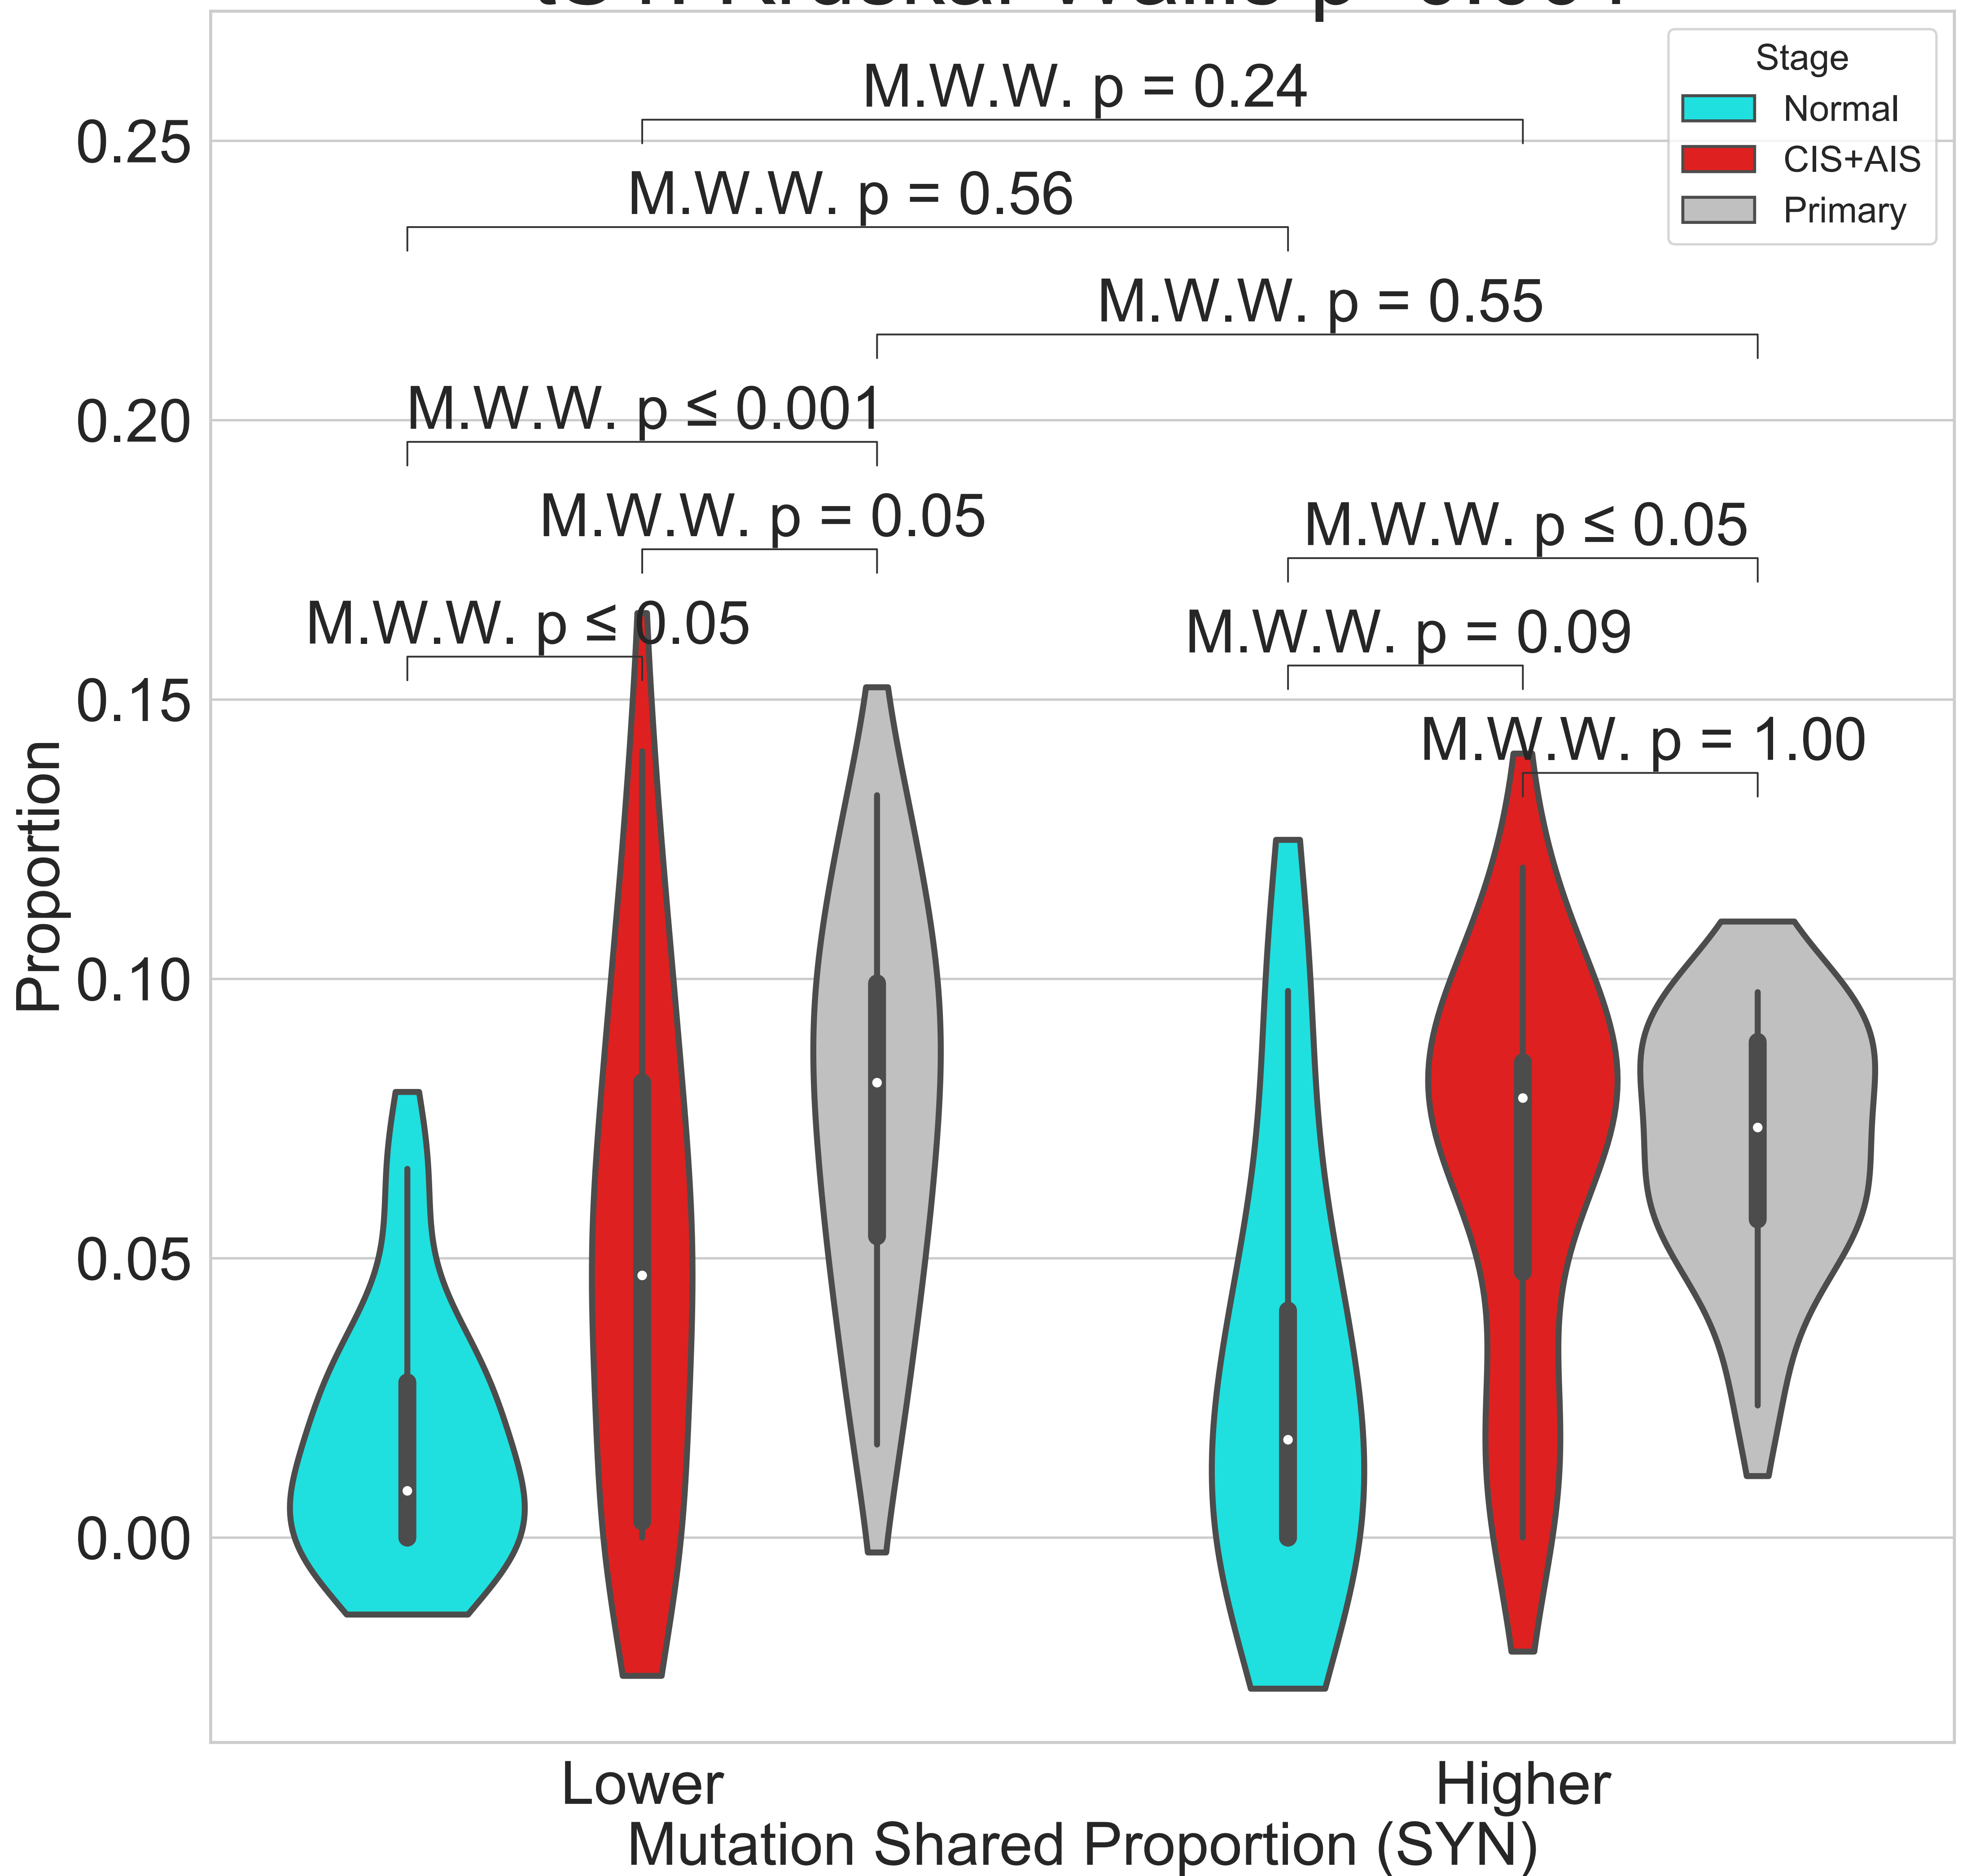 Stage
Normal
CIS+AIS
Primary
M.W.W. p = 0.24
M.W.W. p = 0.56
M.W.W. p = 0.55
M.W.W. p ≤ 0.001
M.W.W. p = 0.05
M.W.W. p ≤ 0.05
M.W.W. p ≤ 0.05
M.W.W. p = 0.09
M.W.W. p = 1.00
0.25
0.20
0.15
0.10
0.05
0.00
Proportion
Lower
Higher
Mutation Shared Proportion (SYN)